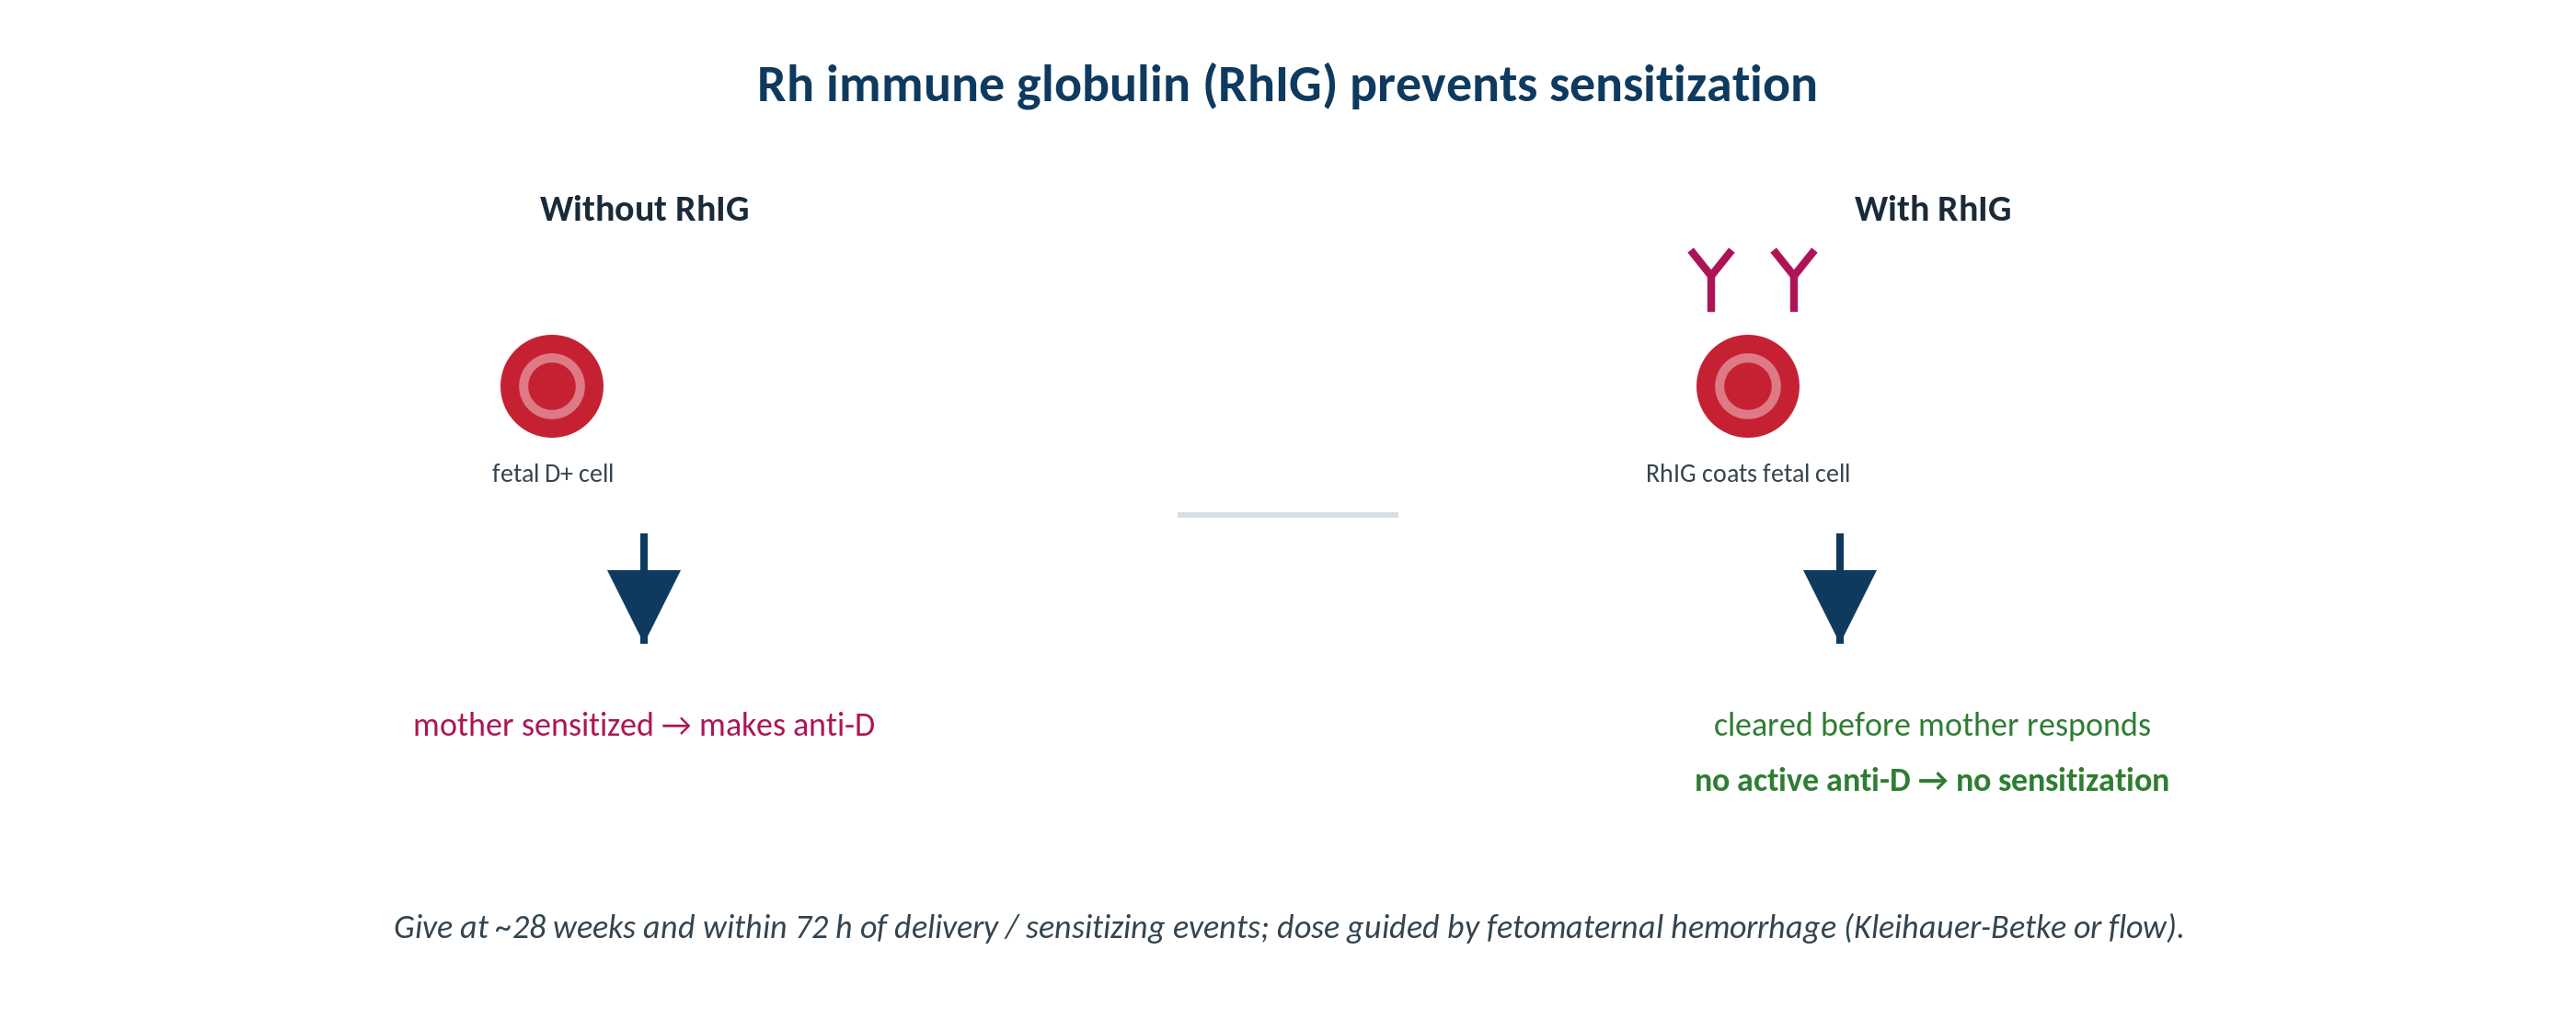 Rh immune globulin (RhIG) prevents sensitization
Without RhIG
fetal D+ cell
mother sensitized → makes anti-D
With RhIG
RhIG coats fetal cell
cleared before mother responds
no active anti-D → no sensitization
Give at ~28 weeks and within 72 h of delivery / sensitizing events; dose guided by fetomaternal hemorrhage (Kleihauer-Betke or flow).